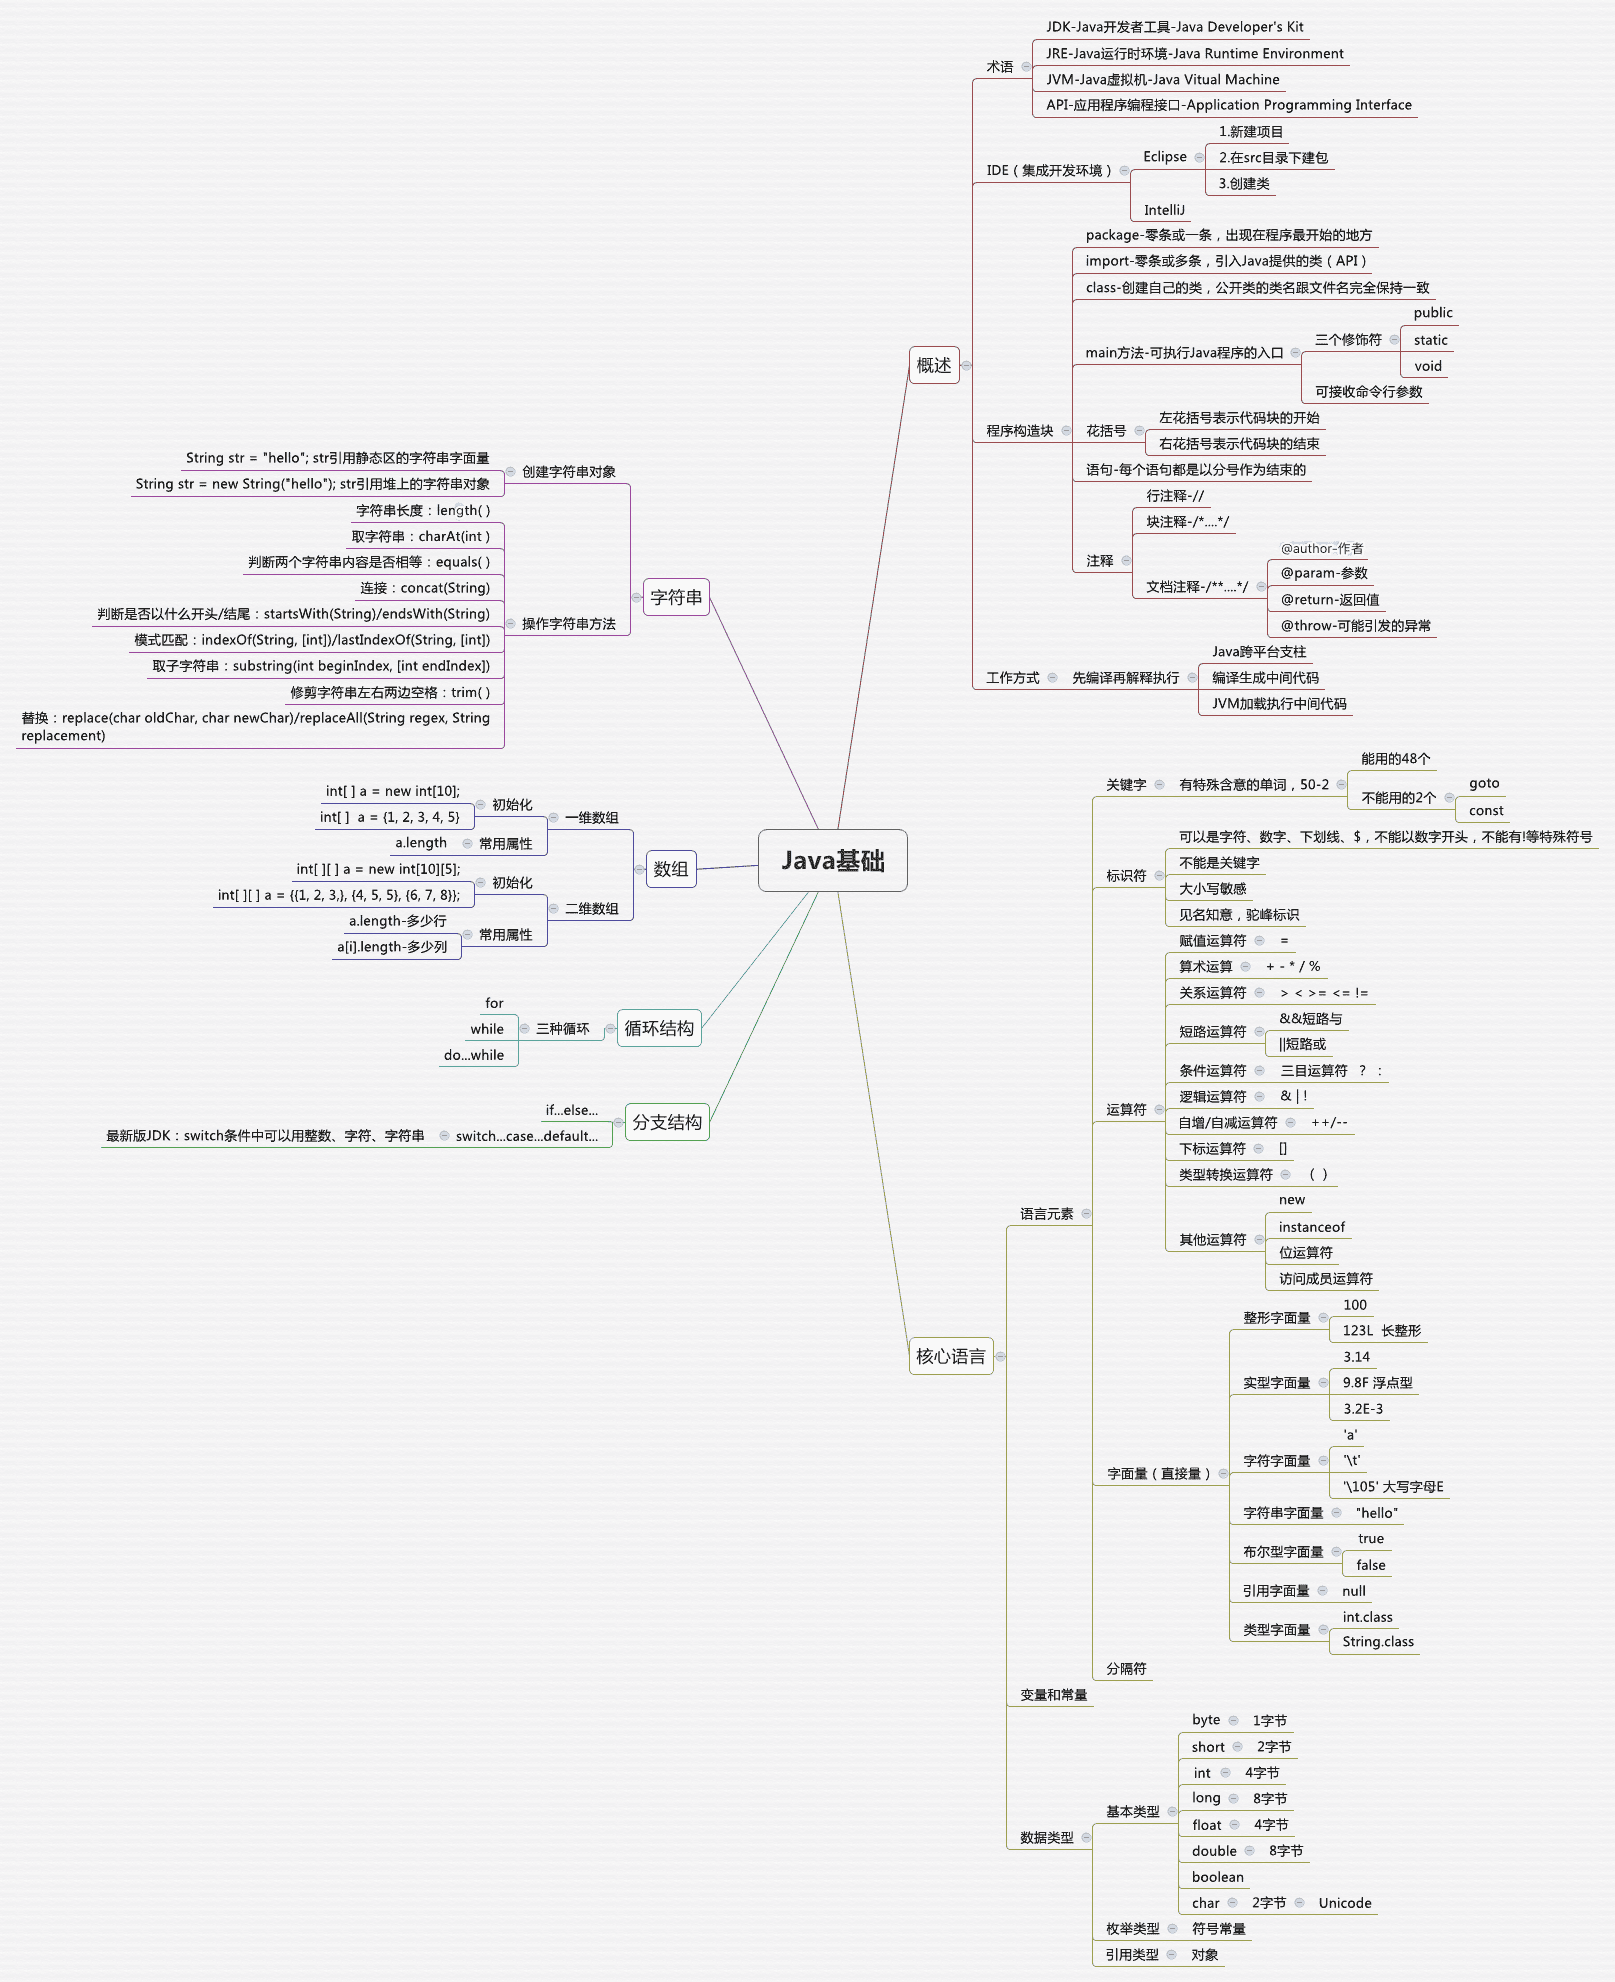 Java基础
概述
术语
JDK-Java开发者工具-Java Developer's Kit
JRE-Java运行时环境-Java Runtime Environment
JVM-Java虚拟机-Java Vitual Machine
API-应用程序编程接口-Application Programming Interface
IDE（集成开发环境）
Eclipse
1.新建项目
2.在src目录下建包
3.创建类
IntelliJ
程序构造块
package-零条或一条，出现在程序最开始的地方
import-零条或多条，引入Java提供的类（API）
class-创建自己的类，公开类的类名跟文件名完全保持一致
main方法-可执行Java程序的入口
三个修饰符
public
static
void
可接收命令行参数
花括号
左花括号表示代码块的开始
右花括号表示代码块的结束
语句-每个语句都是以分号作为结束的
注释
行注释-//
块注释-/*....*/
文档注释-/**....*/
@author-作者
@param-参数
@return-返回值
@throw-可能引发的异常
工作方式
先编译再解释执行
Java跨平台支柱
编译生成中间代码
JVM加载执行中间代码
字符串
创建字符串对象
String str = "hello"; str引用静态区的字符串字面量
String str = new String("hello"); str引用堆上的字符串对象
操作字符串方法
字符串长度：length( )
取字符串：charAt(int )
判断两个字符串内容是否相等：equals( )
连接：concat(String)
判断是否以什么开头/结尾：startsWith(String)/endsWith(String)
模式匹配：indexOf(String, [int])/lastIndexOf(String, [int])
取子字符串：substring(int beginIndex, [int endIndex])
修剪字符串左右两边空格：trim( )
替换：replace(char oldChar, char newChar)/replaceAll(String regex, String
replacement)
数组
一维数组
初始化
int[ ] a = new int[10];
int[ ]  a = {1, 2, 3, 4, 5}
常用属性
a.length
二维数组
初始化
int[ ][ ] a = new int[10][5];
int[ ][ ] a = {{1, 2, 3,}, {4, 5, 5}, {6, 7, 8}};
常用属性
a.length-多少行
a[i].length-多少列
循环结构
三种循环
for
while
do...while
分支结构
if...else...
switch...case...default...
最新版JDK：switch条件中可以用整数、字符、字符串
核心语言
语言元素
关键字
有特殊含意的单词，50-2
能用的48个
不能用的2个
goto
const
标识符
可以是字符、数字、下划线、$，不能以数字开头，不能有!等特殊符号
不能是关键字
大小写敏感
见名知意，驼峰标识
运算符
赋值运算符
=
算术运算
+ - * / %
关系运算符
> < >= <= !=
短路运算符
&&短路与
||短路或
条件运算符
三目运算符 ？：
逻辑运算符
& | !
自增/自减运算符
++/--
下标运算符
[]
类型转换运算符
（ ）
其他运算符
new
instanceof
位运算符
访问成员运算符
字面量（直接量）
整形字面量
100
123L  长整形
实型字面量
3.14
9.8F 浮点型
3.2E-3
字符字面量
'a'
'\t'
'\105' 大写字母E
字符串字面量
"hello"
布尔型字面量
true
false
引用字面量
null
类型字面量
int.class
String.class
分隔符
变量和常量
数据类型
基本类型
byte
1字节
short
2字节
int
4字节
long
8字节
float
4字节
double
8字节
boolean
char
2字节
Unicode
枚举类型
符号常量
引用类型
对象